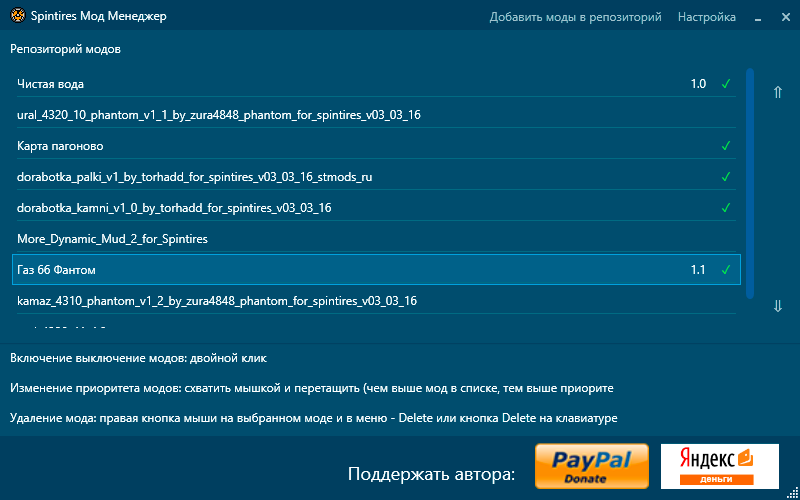 Spintires Мод Менеджер
Добавить моды в репозиторий Настройка
Репозиторий модов
Чистая вода 1.0
ural_4320_10_phantom_v1_1_by_zura4848_phantom_for_spintires_v03_03_16
Карта пагоново
dorabotka_palki_v1_by_torhadd_for_spintires_v03_03_16_stmods_ru
dorabotka_kamni_v1_0_by_torhadd_for_spintires_v03_03_16
More_Dynamic_Mud_2_for_Spintires
Газ 66 Фантом 1.1
kamaz_4310_phantom_v1_2_by_zura4848_phantom_for_spintires_v03_03_16
Включение выключение модов: двойной клик
Изменение приоритета модов: схватить мышкой и перетащить (чем выше мод в списке, тем выше приорите
Удаление мода: правая кнопка мыши на выбранном моде и в меню - Delete или кнопка Delete на клавиатуре
Поддержать автора:
PayPal
Donate
Яндекс
деньги